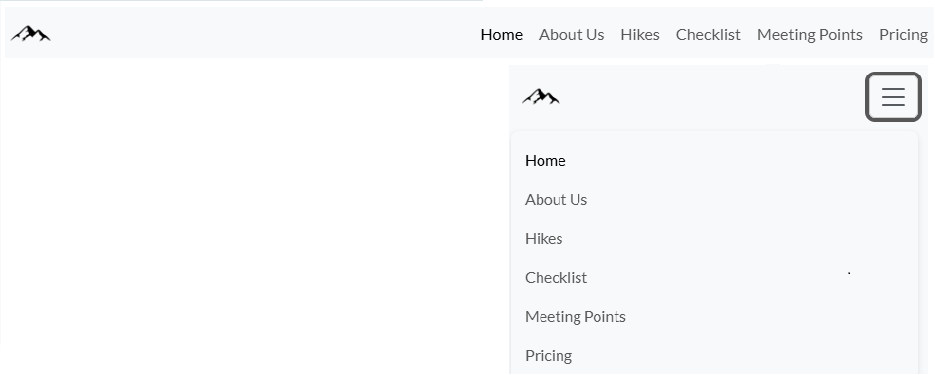 Home About Us Hikes Checklist Meeting Points Pricing
Home
About Us
Hikes
Checklist
Meeting Points
Pricing